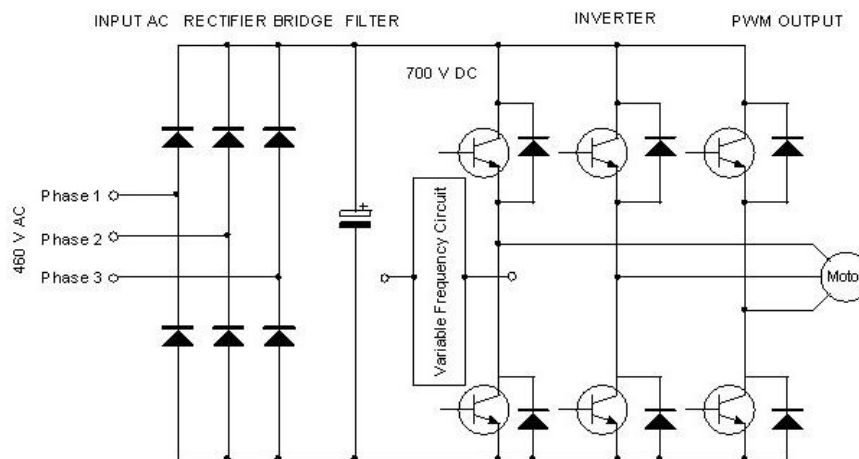 INPUT AC RECTIFIER BRIDGE FILTER INVERTER PWM OUTPUT
700 V DC
Phase 1
Phase 2
Phase 3
460 V AC
+
Variable Frequency Circuit
Moto